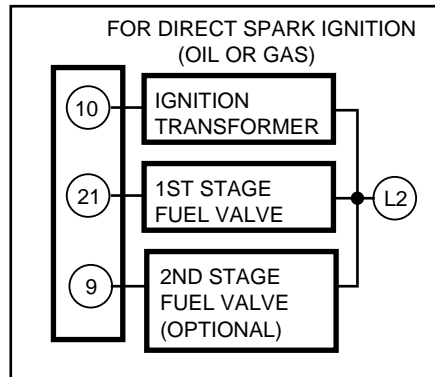 FOR DIRECT SPARK IGNITION
(OIL OR GAS)
10
IGNITION
TRANSFORMER
21
1ST STAGE
FUEL VALVE
L2
9
2ND STAGE
FUEL VALVE
(OPTIONAL)